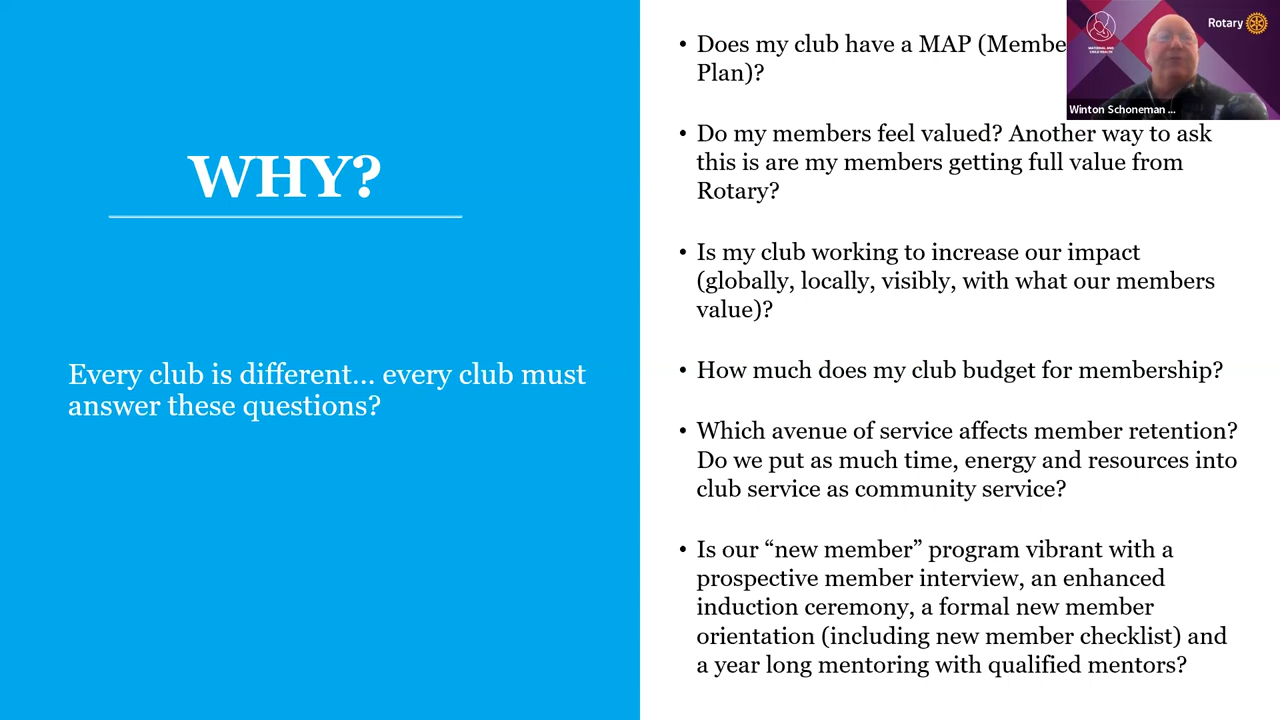 WHY?
Every club is different... every club must
answer these questions?
• Does my club have a MAP (Membe
Plan)?
• Do my members feel valued? Another way to ask
this is are my members getting full value from
Rotary?
• Is my club working to increase our impact
(globally, locally, visibly, with what our members
value)?
• How much does my club budget for membership?
• Which avenue of service affects member retention?
Do we put as much time, energy and resources into
club service as community service?
• Is our “new member” program vibrant with a
prospective member interview, an enhanced
induction ceremony, a formal new member
orientation (including new member checklist) and
a year long mentoring with qualified mentors?
MATERNAL AND
CHILD HEALTH
Rotary
Winton Schoneman ...